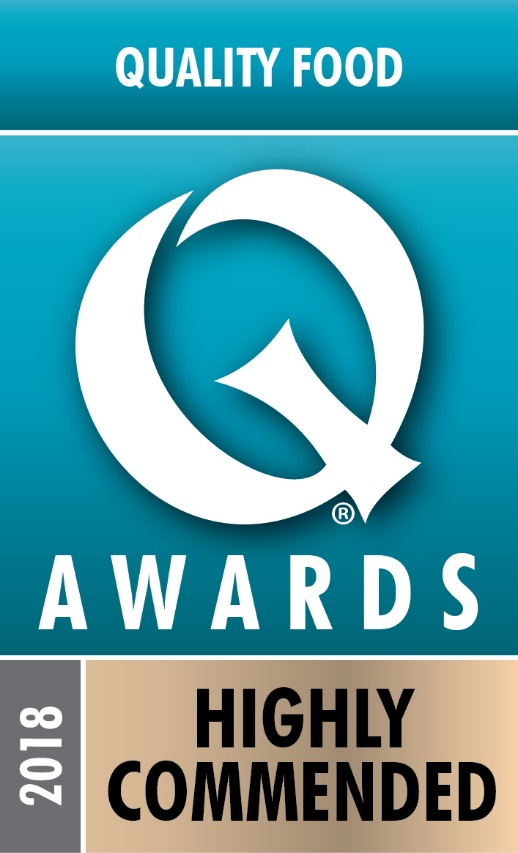 QUALITY FOOD
Q
®
AWARDS
2018
HIGHLY
COMMENDED